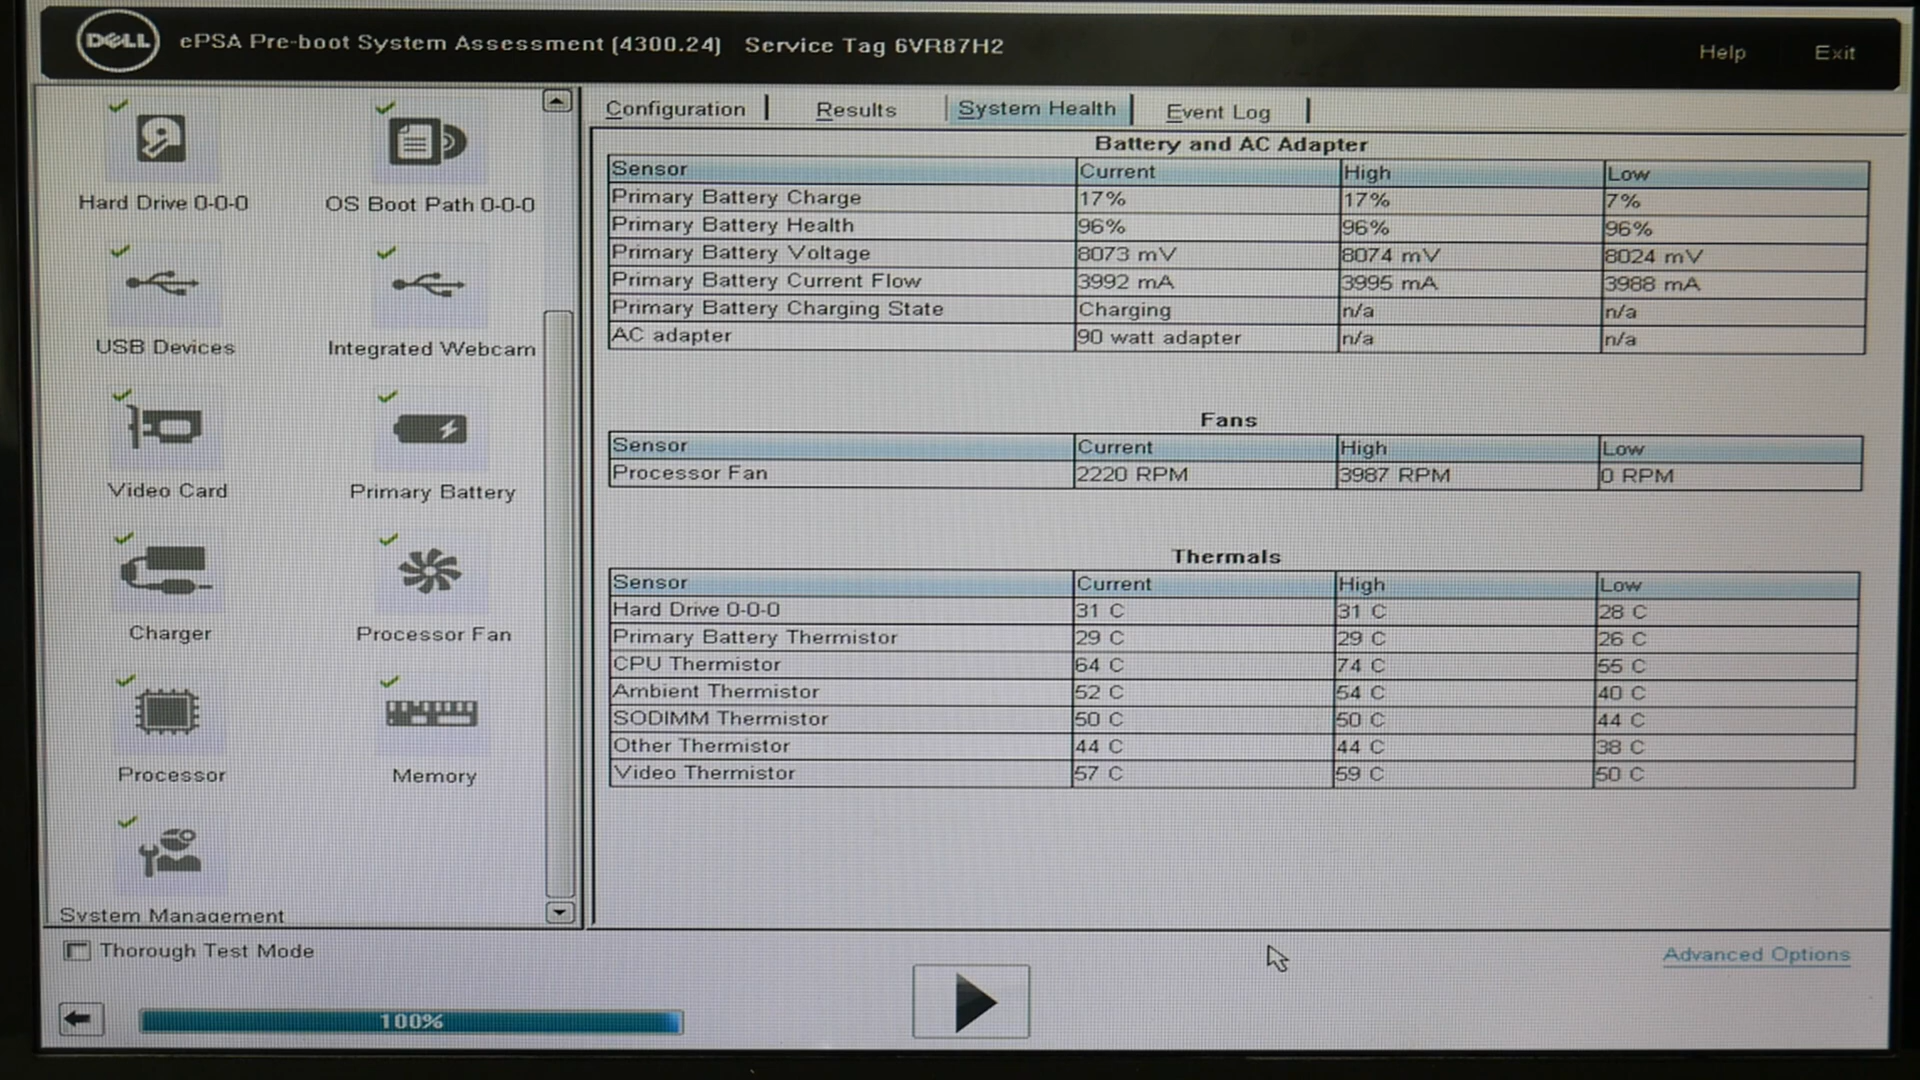 DELL ePSA Pre-boot System Assessment (4300.24) Service Tag 6VR87H2 Help Exit
Hard Drive 0-0-0 OS Boot Path 0-0-0
USB Devices Integrated Webcam
Video Card Primary Battery
Charger Processor Fan
Processor Memory
System Management
Configuration Results System Health Event Log
Battery and AC Adapter
Sensor Current High Low
Primary Battery Charge 17% 17% 7%
Primary Battery Health 96% 96% 96%
Primary Battery Voltage 8073 mV 8074 mV 8024 mV
Primary Battery Current Flow 3992 mA 3995 mA 3988 mA
Primary Battery Charging State Charging n/a n/a
AC adapter 90 watt adapter n/a n/a
Fans
Sensor Current High Low
Processor Fan 2220 RPM 3987 RPM 0 RPM
Thermals
Sensor Current High Low
Hard Drive 0-0-0 31 C 31 C 28 C
Primary Battery Thermistor 29 C 29 C 26 C
CPU Thermistor 64 C 74 C 55 C
Ambient Thermistor 52 C 54 C 40 C
SODIMM Thermistor 50 C 50 C 44 C
Other Thermistor 44 C 44 C 38 C
Video Thermistor 57 C 59 C 50 C
Thorough Test Mode
Advanced Options
100%